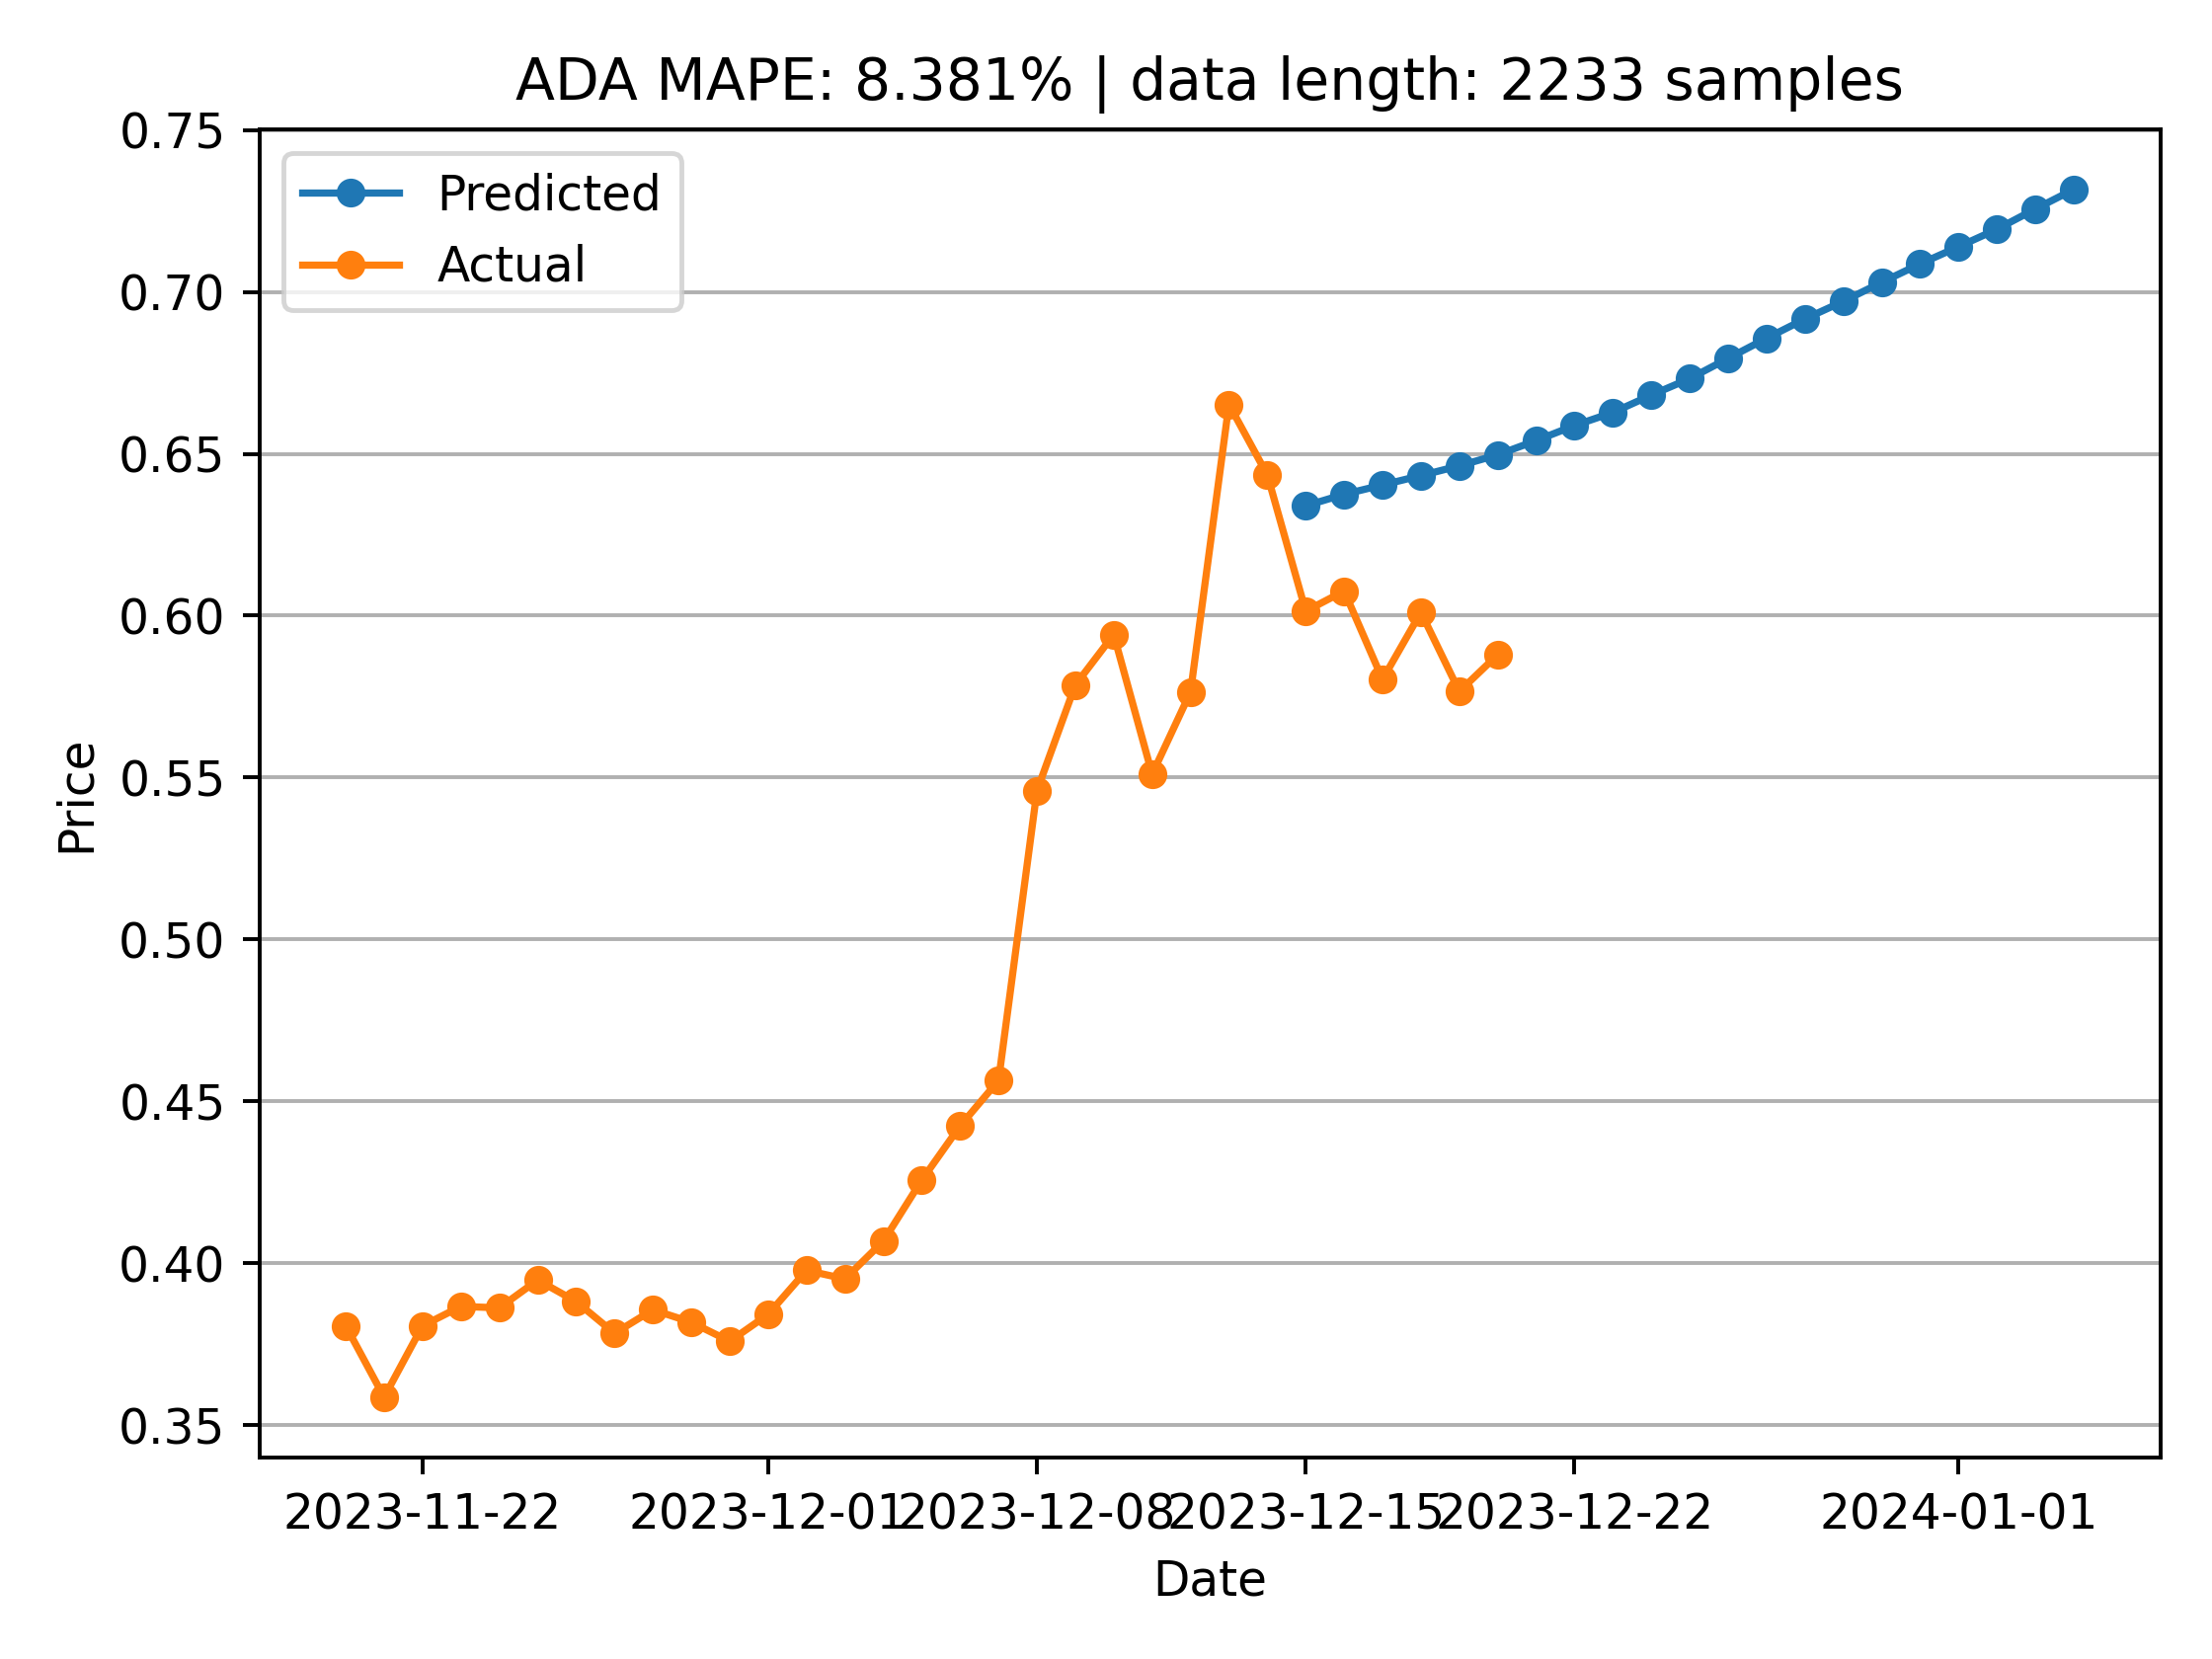 ADA MAPE: 8.381% | data length: 2233 samples
Predicted
Actual
0.75
0.70
0.65
0.60
0.55
0.50
0.45
0.40
0.35
Price
2023-11-22 2023-12-01 2023-12-08 2023-12-15 2023-12-22 2024-01-01
Date